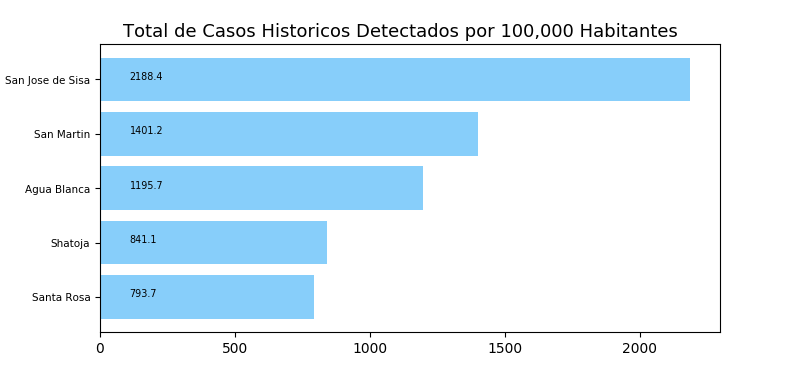 Total de Casos Historicos Detectados por 100,000 Habitantes
San Jose de Sisa 2188.4
San Martin 1401.2
Agua Blanca 1195.7
Shatoja 841.1
Santa Rosa 793.7
0 500 1000 1500 2000